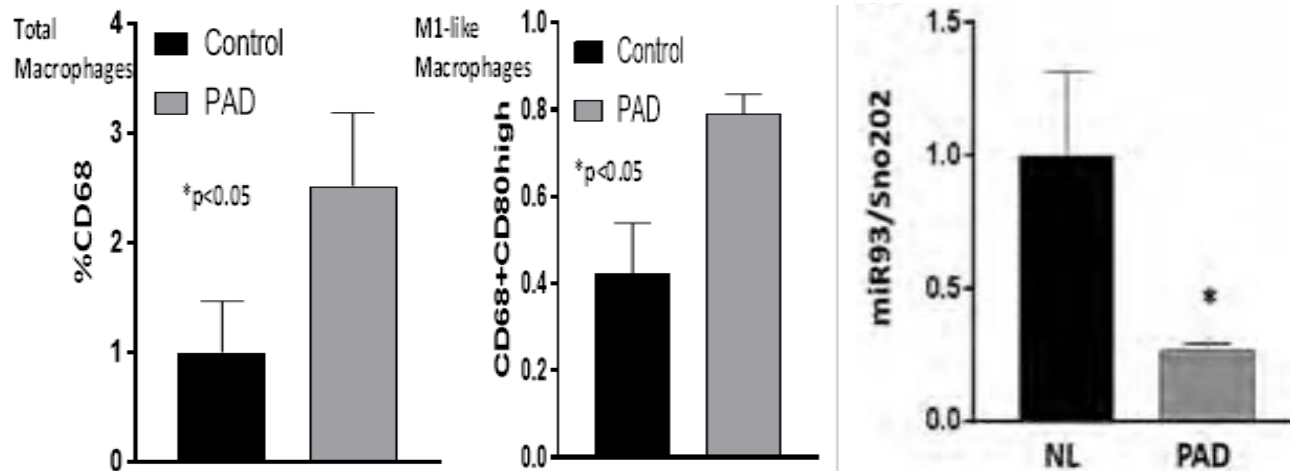 Total
Macrophages
%CD68
4
3
2
1
0
Control
PAD
*p<0.05
M1-like
Macrophages
CD68+CD80high
1.0
0.8
0.6
0.4
0.2
0.0
Control
PAD
*p<0.05
miR93/Sno202
1.5
1.0
0.5
0.0
*
NL
PAD